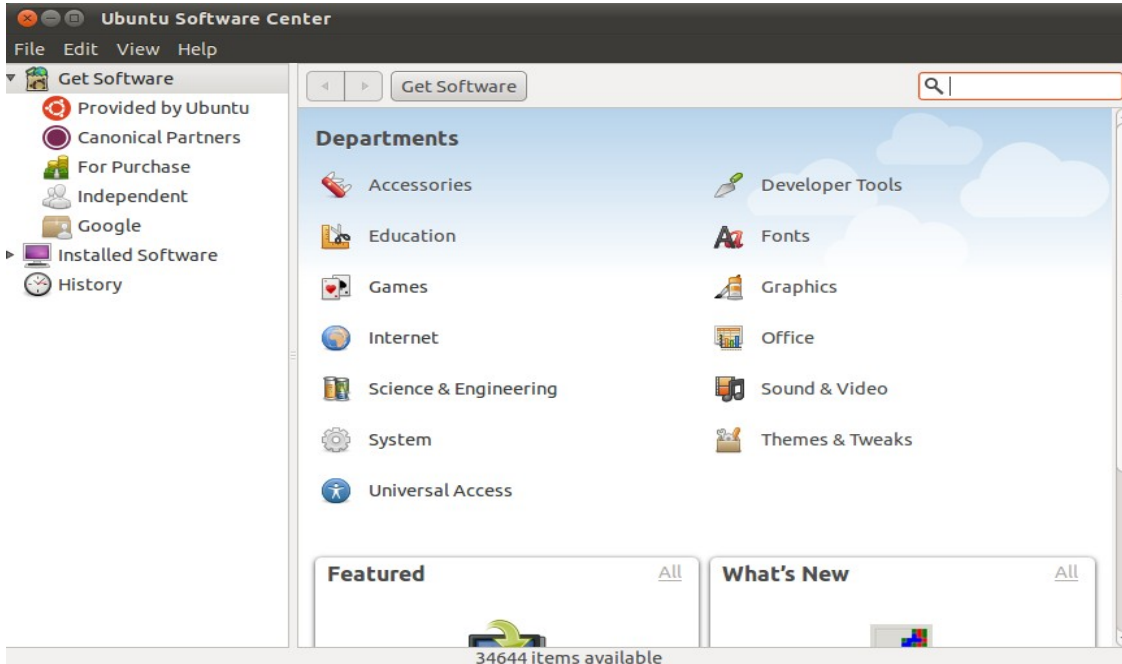 Ubuntu Software Center
File Edit View Help
Get Software
Provided by Ubuntu
Canonical Partners
For Purchase
Independent
Google
Installed Software
History
Get Software
Departments
Accessories
Developer Tools
Education
Fonts
Games
Graphics
Internet
Office
Science & Engineering
Sound & Video
System
Themes & Tweaks
Universal Access
Featured
All
What's New
All
34644 items available